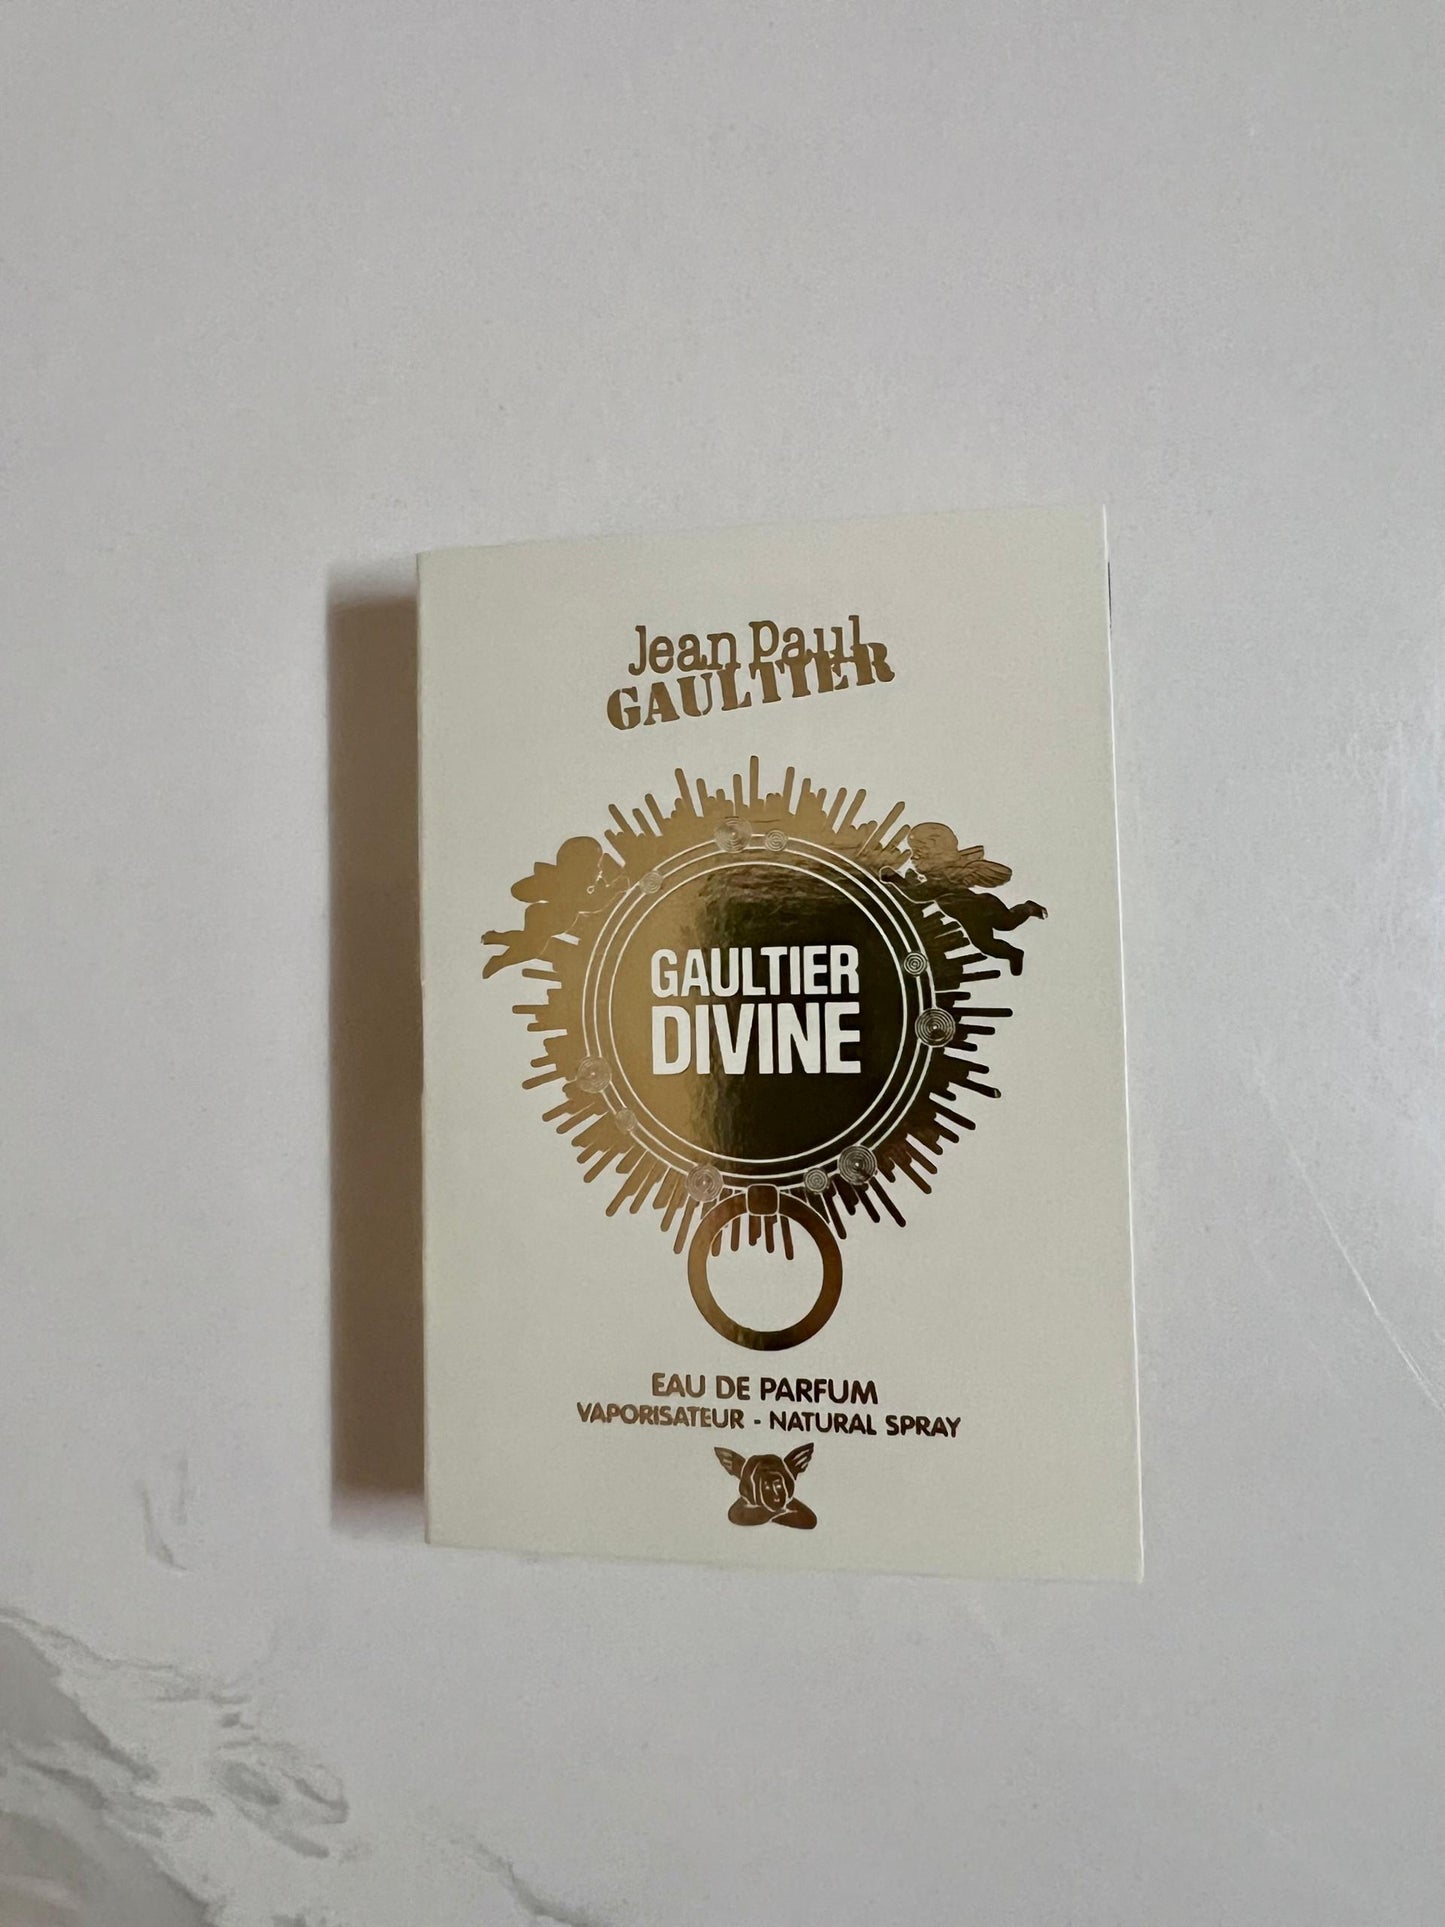 Jean Paul
GAULTIER
GAULTIER
DIVINE
EAU DE PARFUM
VAPORISATEUR - NATURAL SPRAY